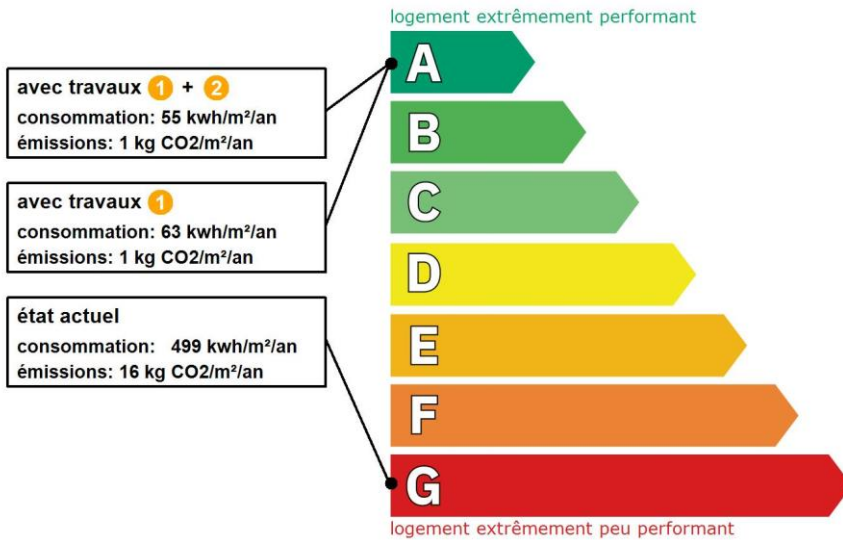 logement extrêmement performant
avec travaux 1 + 2
consommation: 55 kwh/m²/an
émissions: 1 kg CO2/m²/an
avec travaux 1
consommation: 63 kwh/m²/an
émissions: 1 kg CO2/m²/an
état actuel
consommation: 499 kwh/m²/an
émissions: 16 kg CO2/m²/an
A
B
C
D
E
F
G
logement extrêmement peu performant